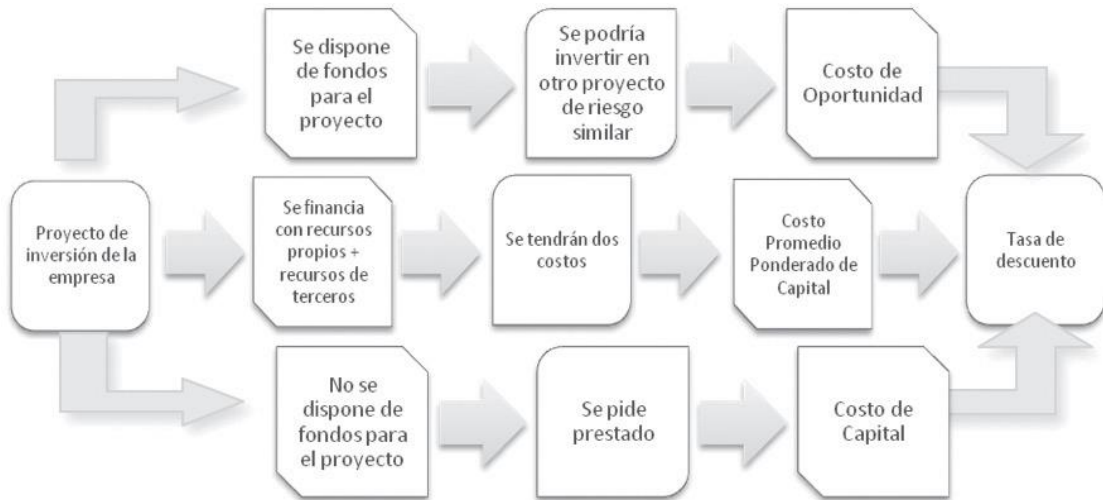 Se dispone
de fondos
para el
proyecto
Se podría
invertir en
otro proyecto
de riesgo
similar
Costo de
Oportunidad
Proyecto de
inversión de la
empresa
Se financia
con recursos
propios +
recursos de
terceros
Se tendrán dos
costos
Costo
Promedio
Ponderado de
Capital
Tasa de
descuento
No se
dispone de
fondos para
el proyecto
Se pide
prestado
Costo de
Capital